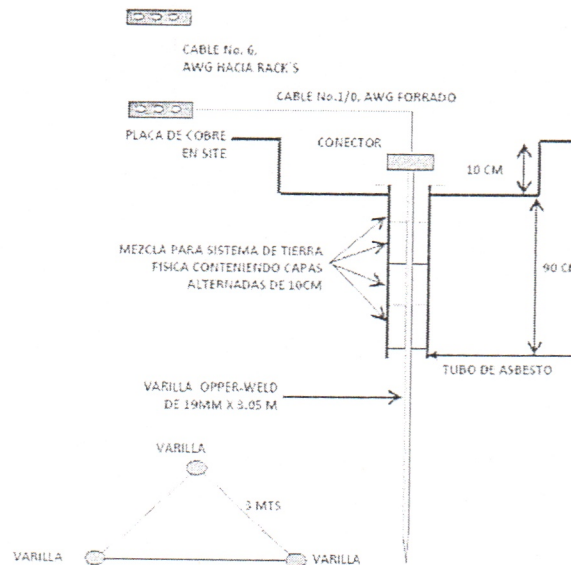 CABLE No. 6,
AWG HACIA RACK'S
CABLE No.1/0, AWG FORRADO
PLACA DE COBRE
EN SITE
CONECTOR
10 CM
MEZCLA PARA SISTEMA DE TIERRA
FISICA CONTENIENDO CAPAS
ALTERNADAS DE 10CM
90 CM
TUBO DE ASBESTO
VARILLA OPPER-WELD
DE 19MM X 3.05 M
VARILLA
3 MTS
VARILLA
VARILLA